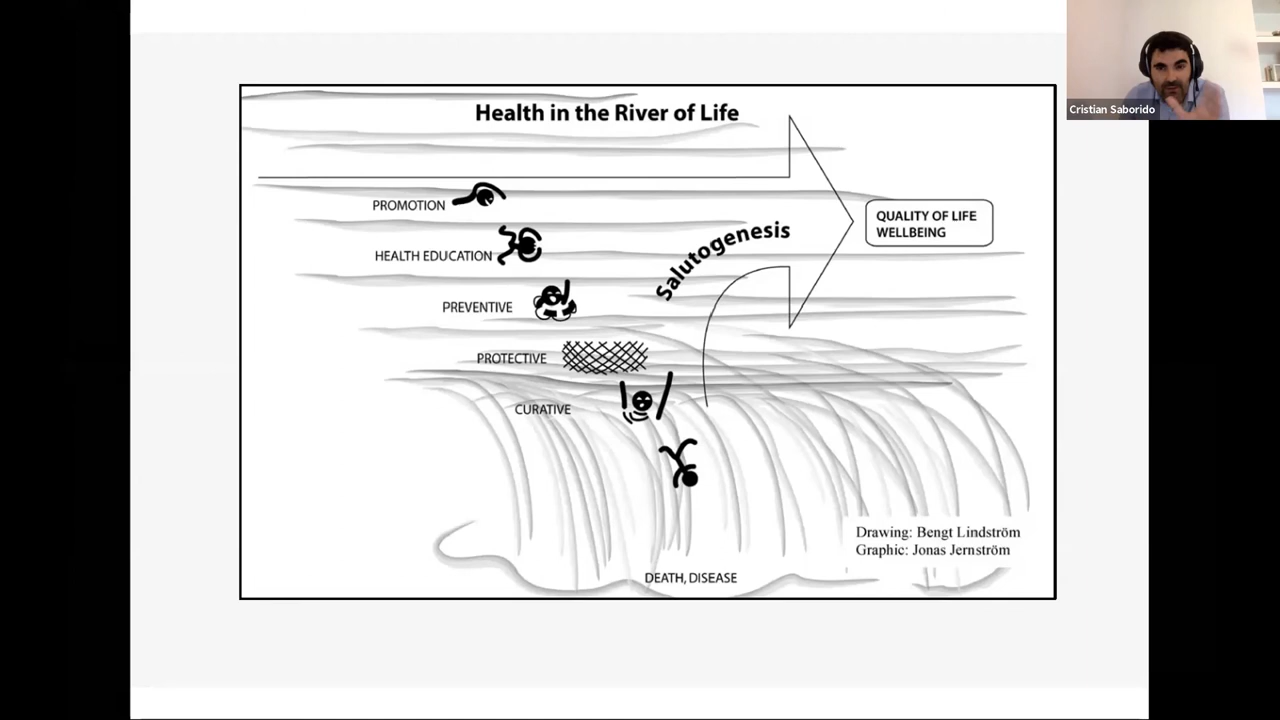 Health in the River of Life
Cristian Saborido
PROMOTION
QUALITY OF LIFE
WELLBEING
Salutogenesis
HEALTH EDUCATION
PREVENTIVE
PROTECTIVE
CURATIVE
Drawing: Bengt Lindström
Graphic: Jonas Jernström
DEATH, DISEASE